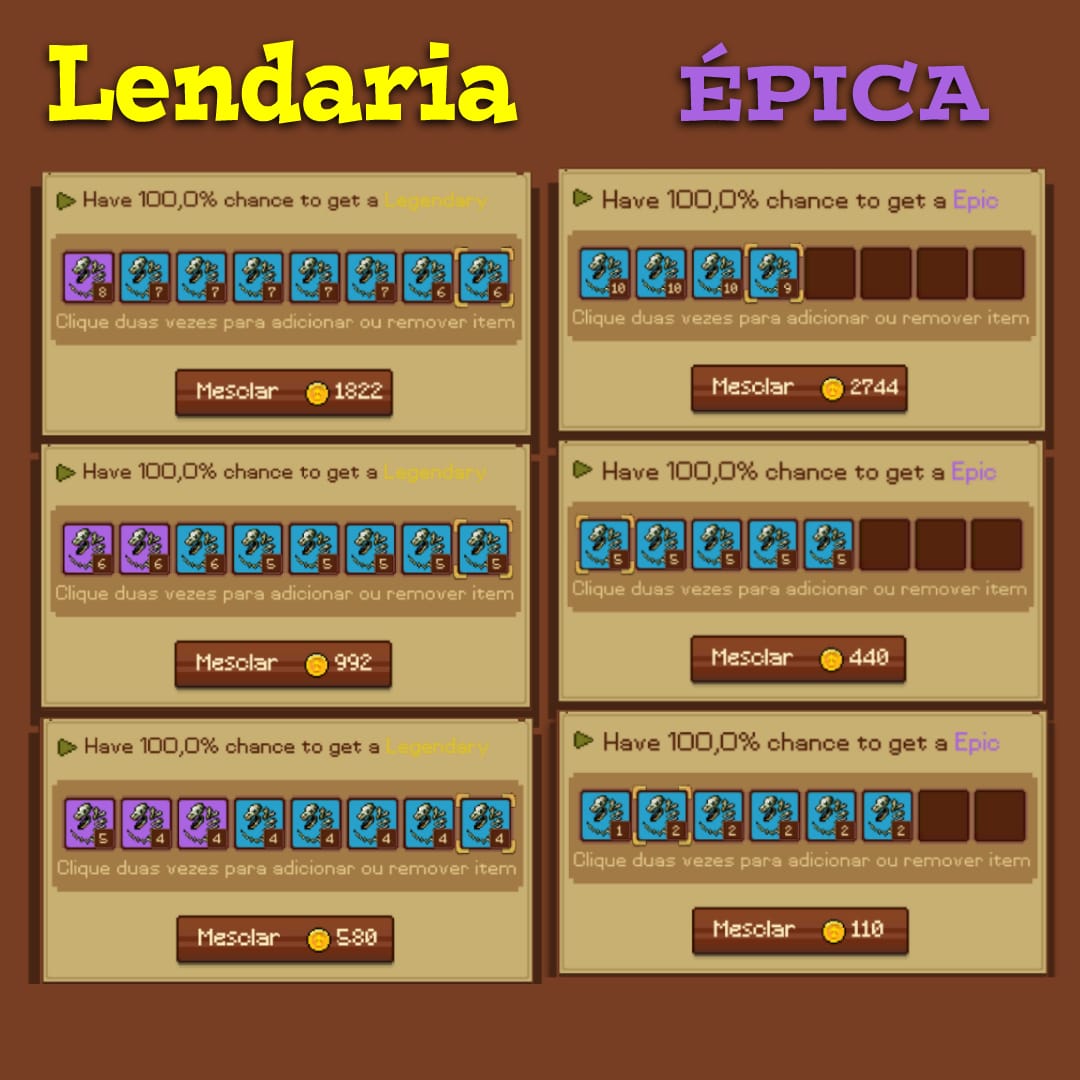 Lendaria
ÉPICA
Have 100,0% chance to get a Legendary
8 7 7 7 7 7 6 6
Clique duas vezes para adicionar ou remover item
Mesclar 1822
Have 100,0% chance to get a Epic
10 10 10 9
Clique duas vezes para adicionar ou remover item
Mesclar 2744
Have 100,0% chance to get a Legendary
6 6 6 5 5 5 5 5
Clique duas vezes para adicionar ou remover item
Mesclar 992
Have 100,0% chance to get a Epic
5 5 5 5 5
Clique duas vezes para adicionar ou remover item
Mesclar 440
Have 100,0% chance to get a Legendary
5 4 4 4 4 4 4 4
Clique duas vezes para adicionar ou remover item
Mesclar 580
Have 100,0% chance to get a Epic
1 2 2 2 2 2
Clique duas vezes para adicionar ou remover item
Mesclar 110